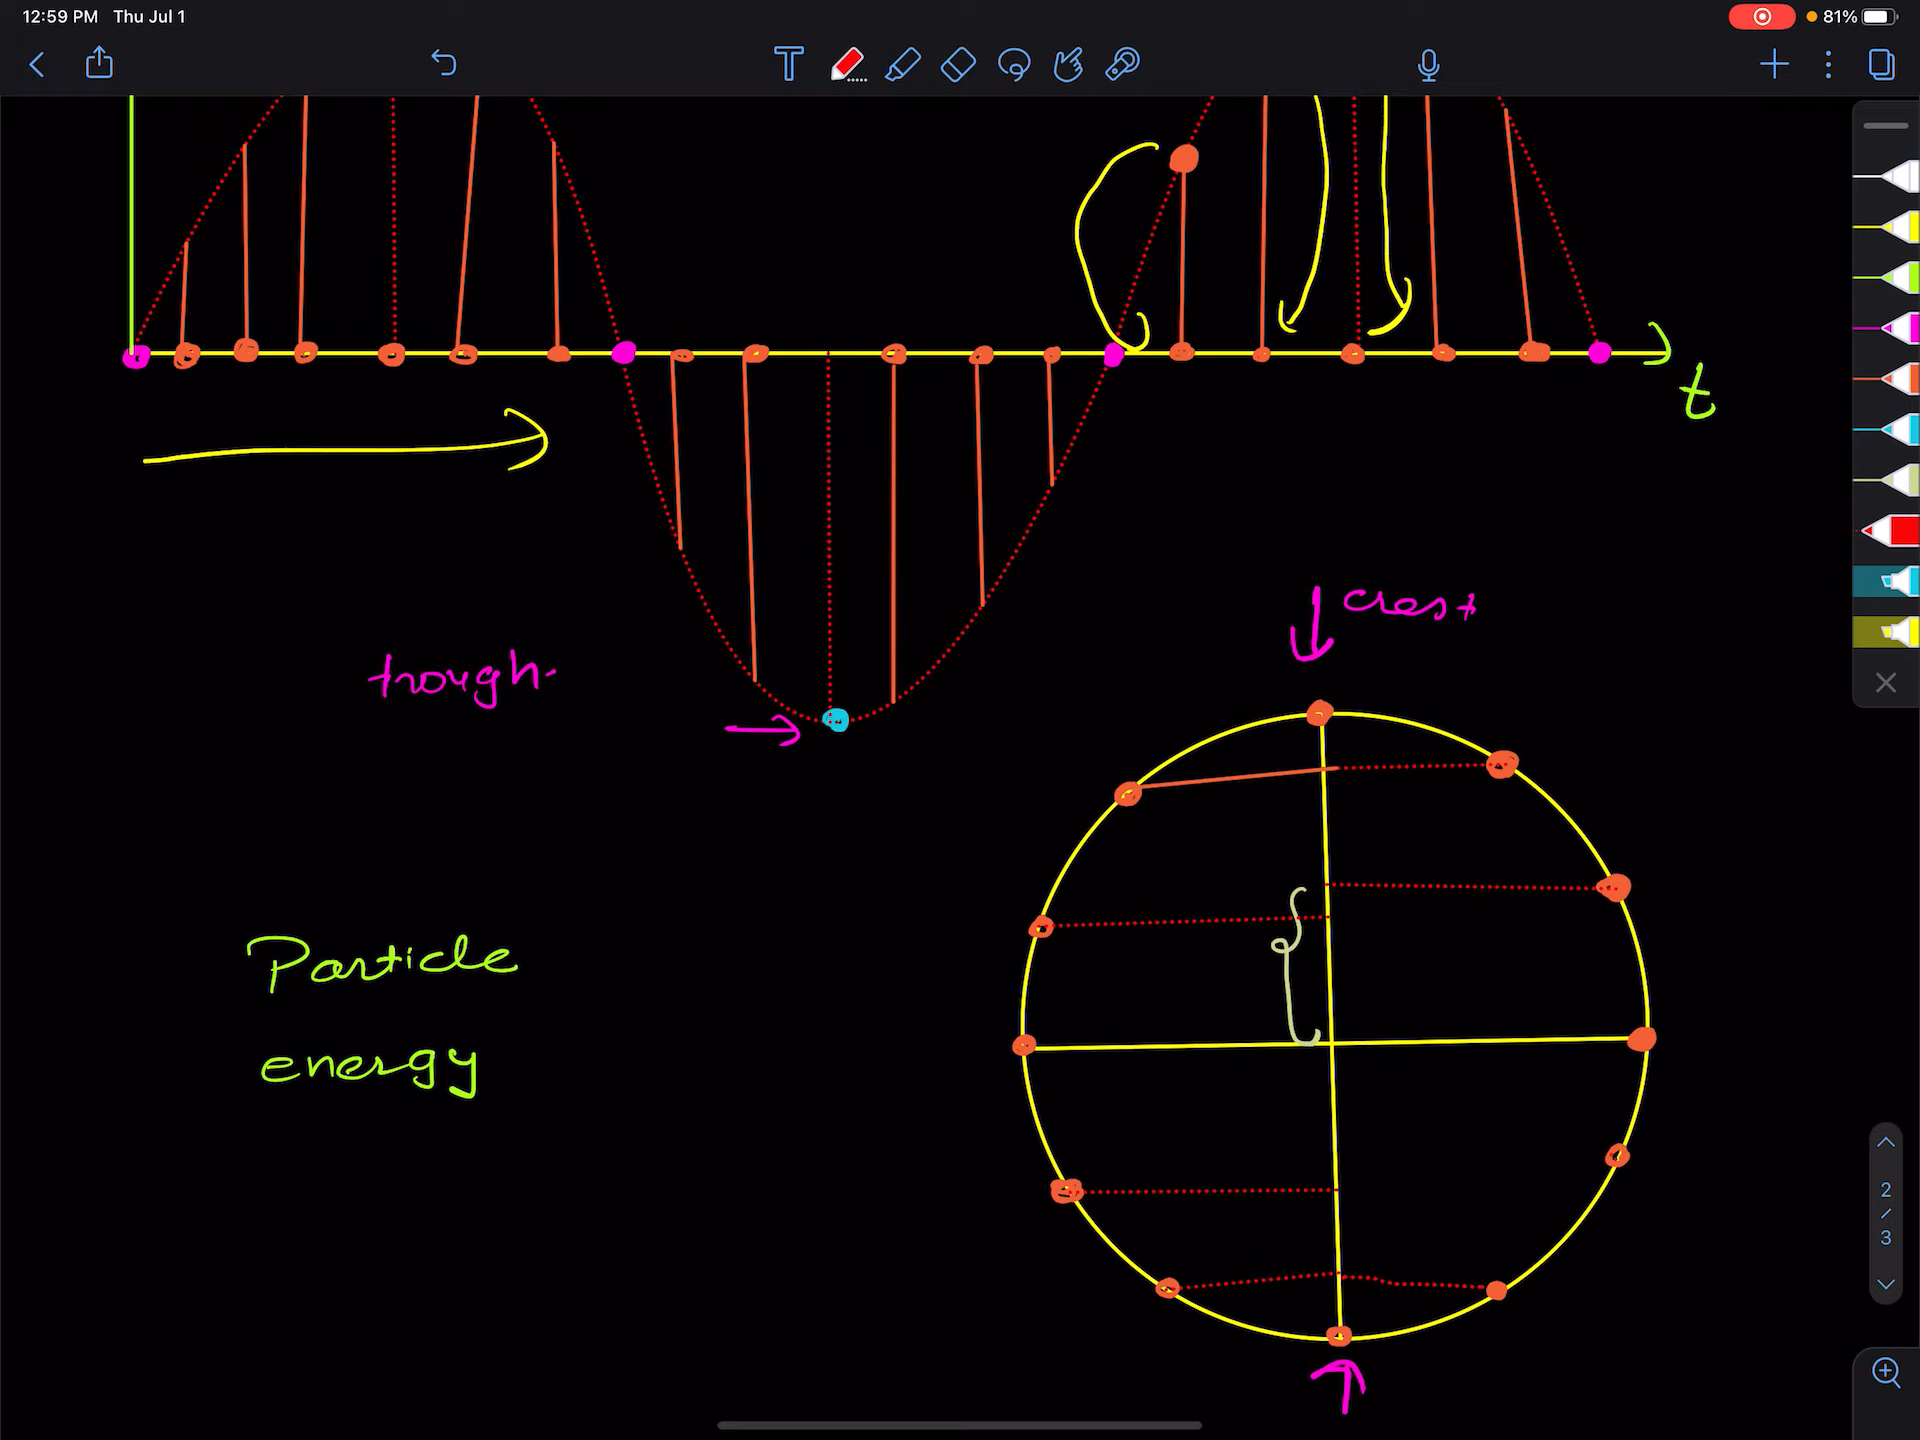 12:59 PM Thu Jul 1
81%
T
t
crest
trough.
Particle
energy
2
/
3